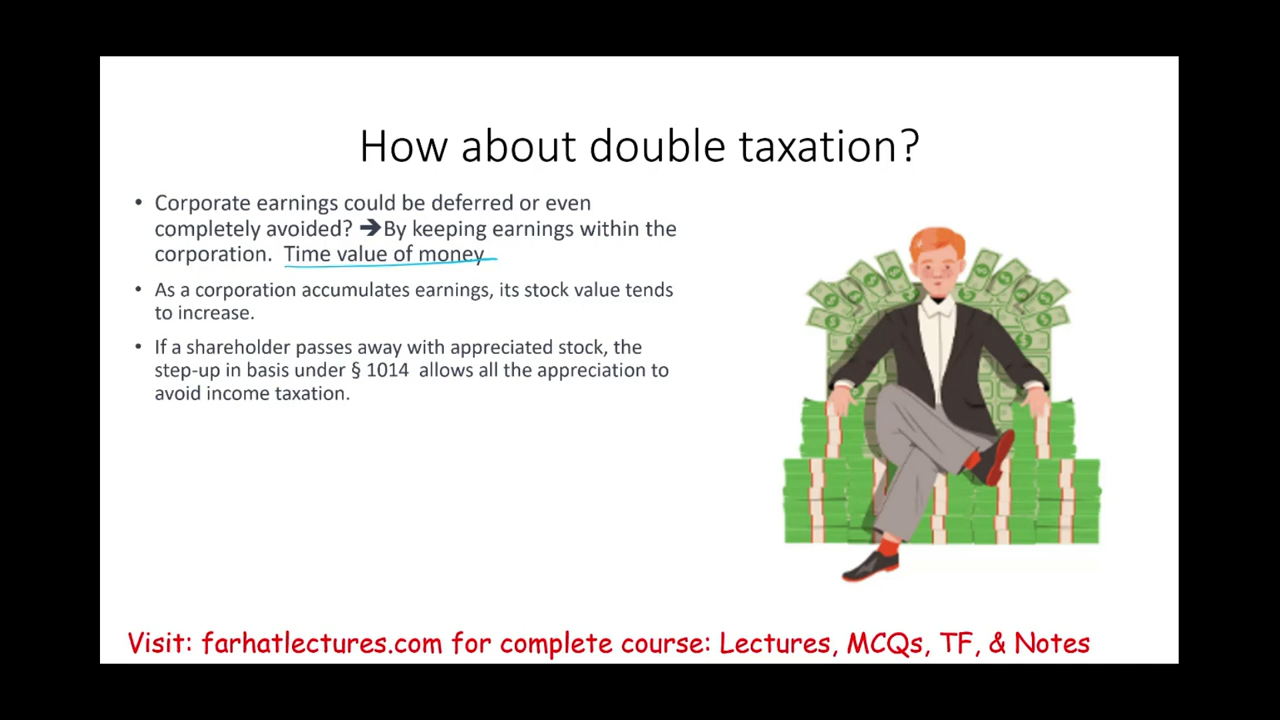 How about double taxation?
• Corporate earnings could be deferred or even
completely avoided? ➔By keeping earnings within the
corporation. Time value of money
• As a corporation accumulates earnings, its stock value tends
to increase.
• If a shareholder passes away with appreciated stock, the
step-up in basis under § 1014 allows all the appreciation to
avoid income taxation.
Visit: farhatlectures.com for complete course: Lectures, MCQs, TF, & Notes